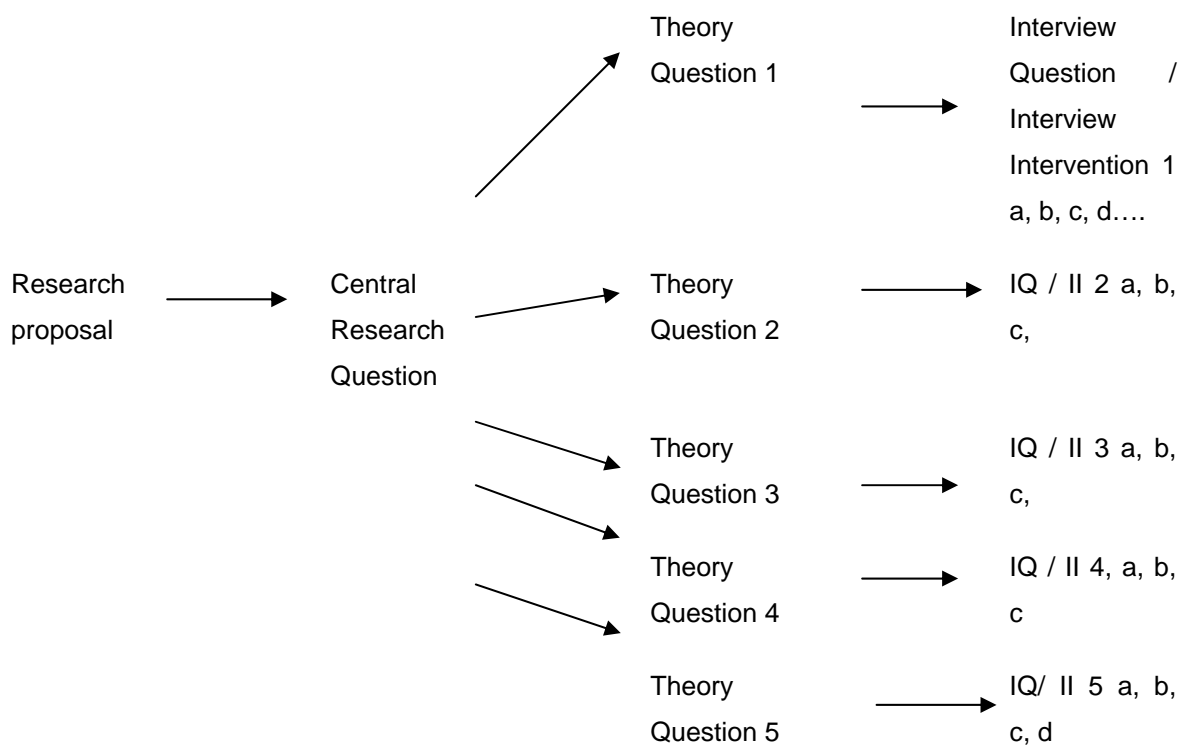 Research
proposal
Central
Research
Question
Theory
Question 1
Interview
Question /
Interview
Intervention 1
a, b, c, d….
Theory
Question 2
IQ / II 2 a, b,
c,
Theory
Question 3
IQ / II 3 a, b,
c,
Theory
Question 4
IQ / II 4, a, b,
c
Theory
Question 5
IQ/ II 5 a, b,
c, d